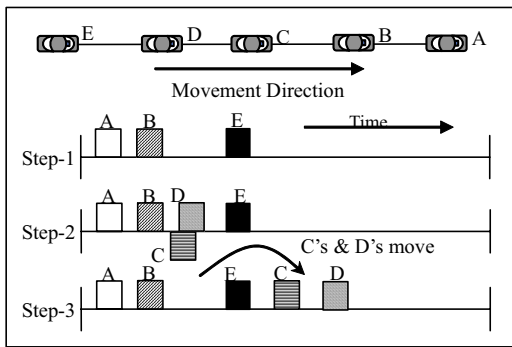 E D C B A
Movement Direction
A B E Time
Step-1
A B D E
Step-2
C C's & D's move
A B E C D
Step-3